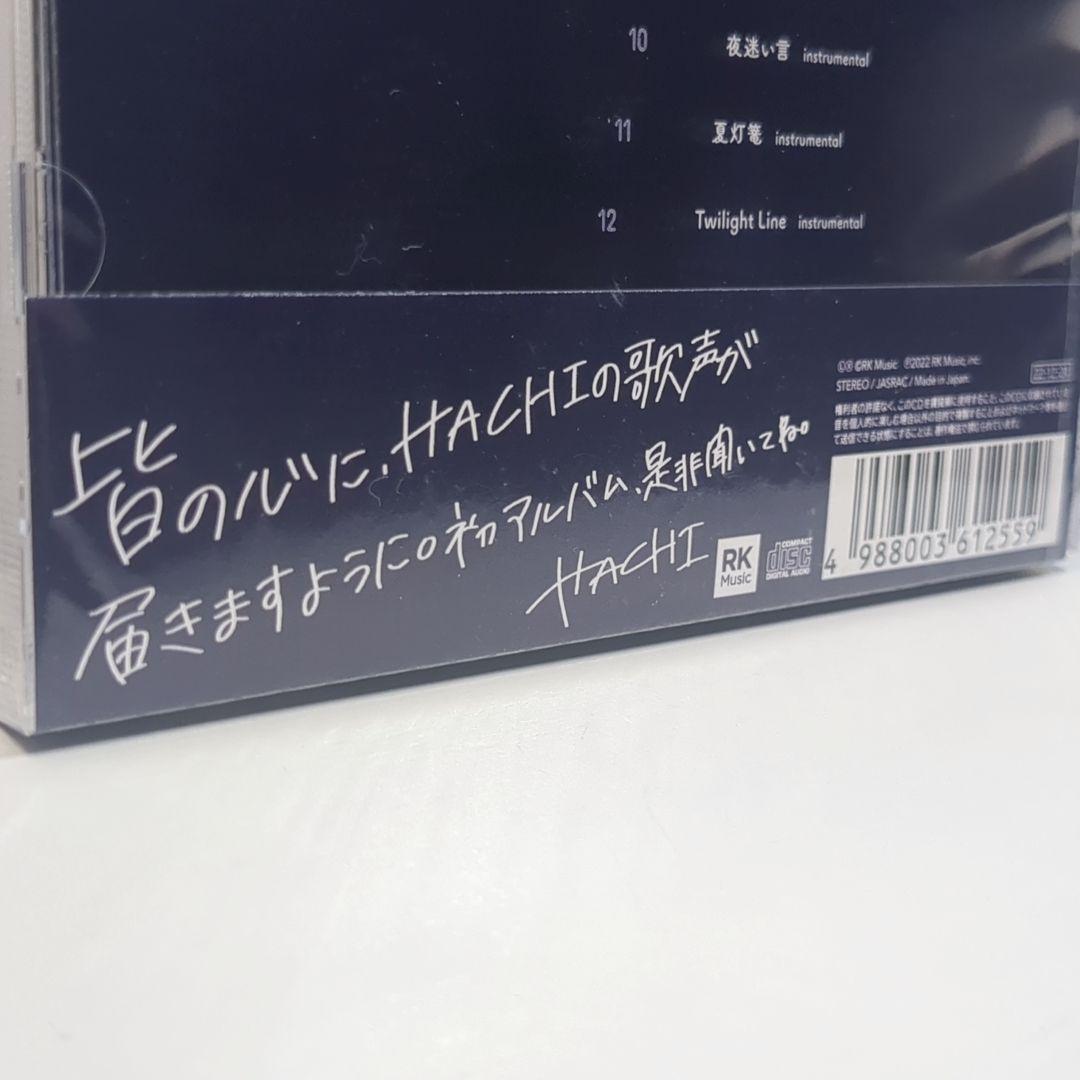 10 夜迷い言 instrumental
11 夏灯篭 instrumental
12 Twilight Line instrumental
皆の心に、HACHIの歌声が
届きますように。初アルバム、是非聞いてね。
HACHI
©RK Music ℗2022 RK Music, inc.
STEREO / JASRAC / Made in Japan
RK
Music
COMPACT
disc
DIGITAL AUDIO
4 988003 612559